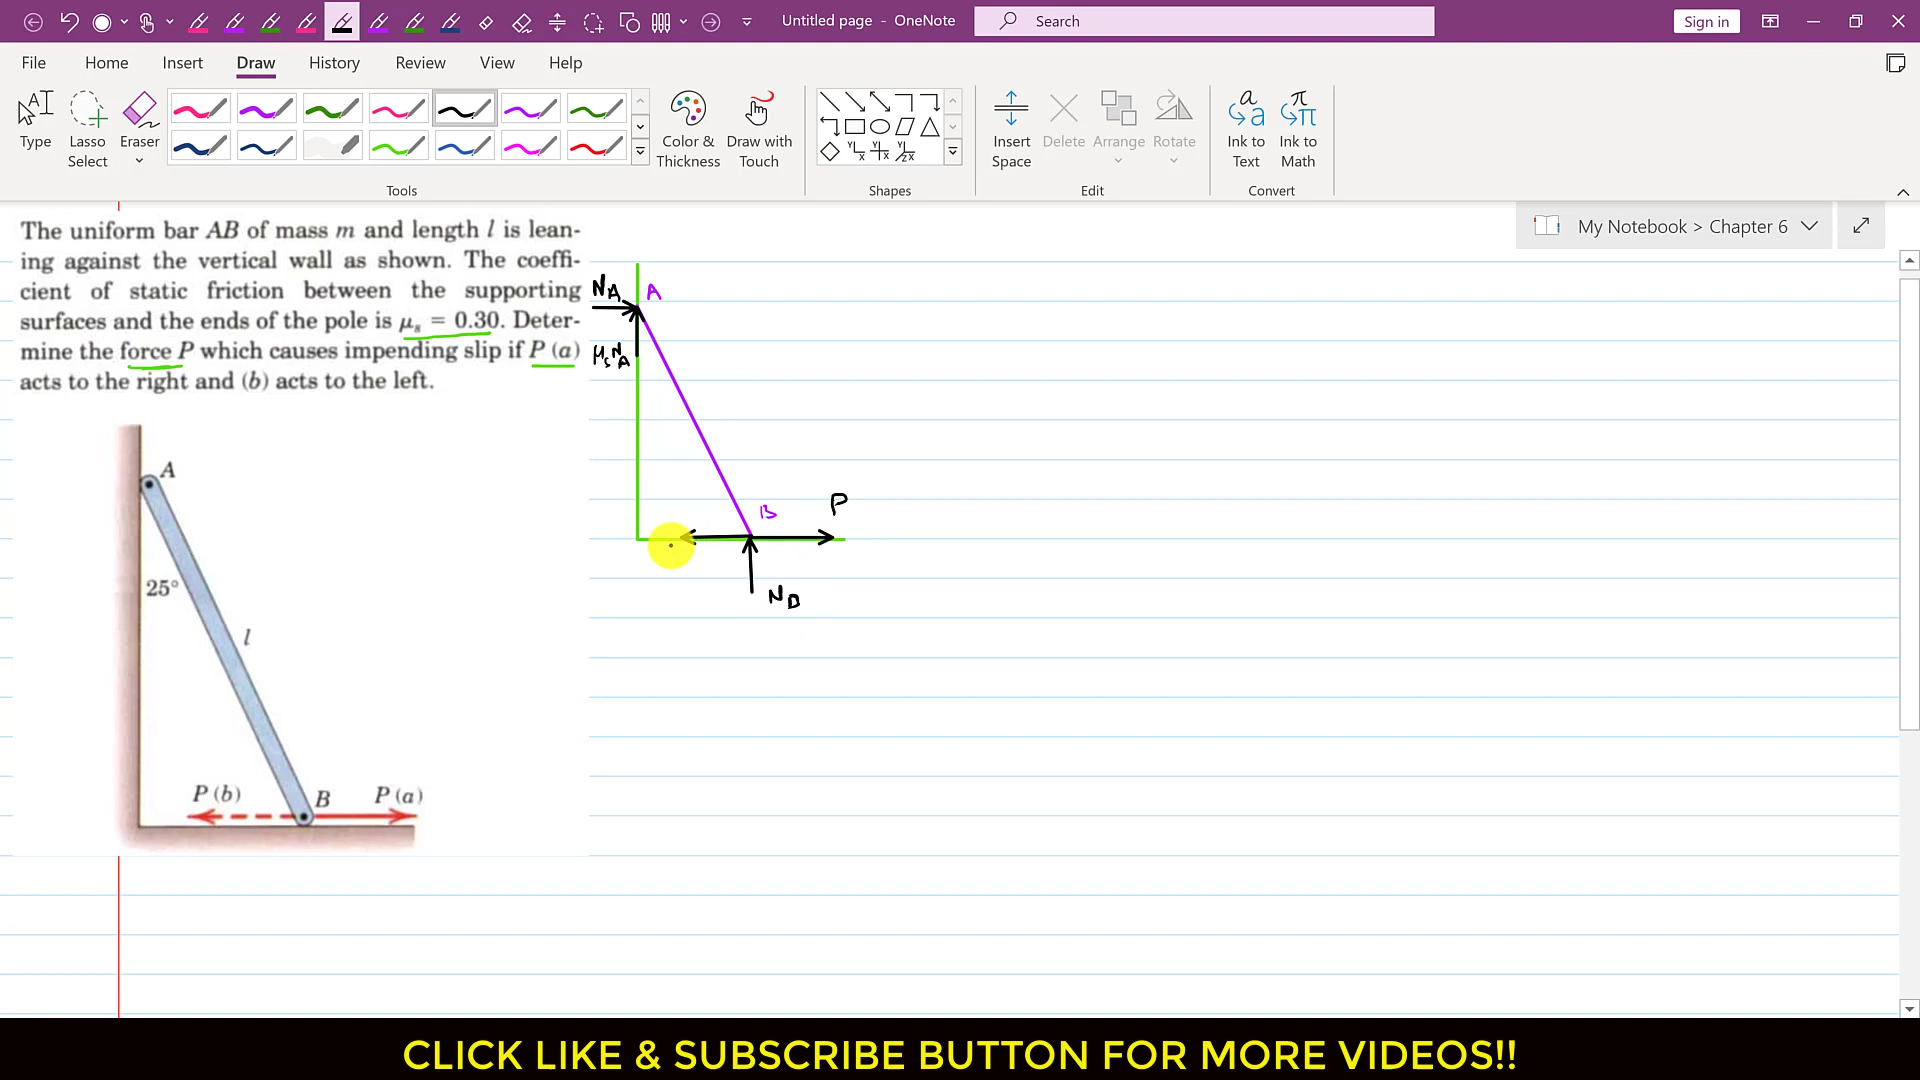 Untitled page - OneNote
Search
Sign in
File Home Insert Draw History Review View Help
Type
Lasso Select
Eraser
Color & Thickness
Draw with Touch
Insert Space
Delete
Arrange
Rotate
Ink to Text
Ink to Math
Tools
Shapes
Edit
Convert
My Notebook > Chapter 6
The uniform bar AB of mass m and length l is lean-
ing against the vertical wall as shown. The coeffi-
cient of static friction between the supporting
surfaces and the ends of the pole is μs = 0.30. Deter-
mine the force P which causes impending slip if P (a)
acts to the right and (b) acts to the left.
A
25°
l
P (b)
B
P (a)
NA
A
μsNA
B
P
NB
CLICK LIKE & SUBSCRIBE BUTTON FOR MORE VIDEOS!!